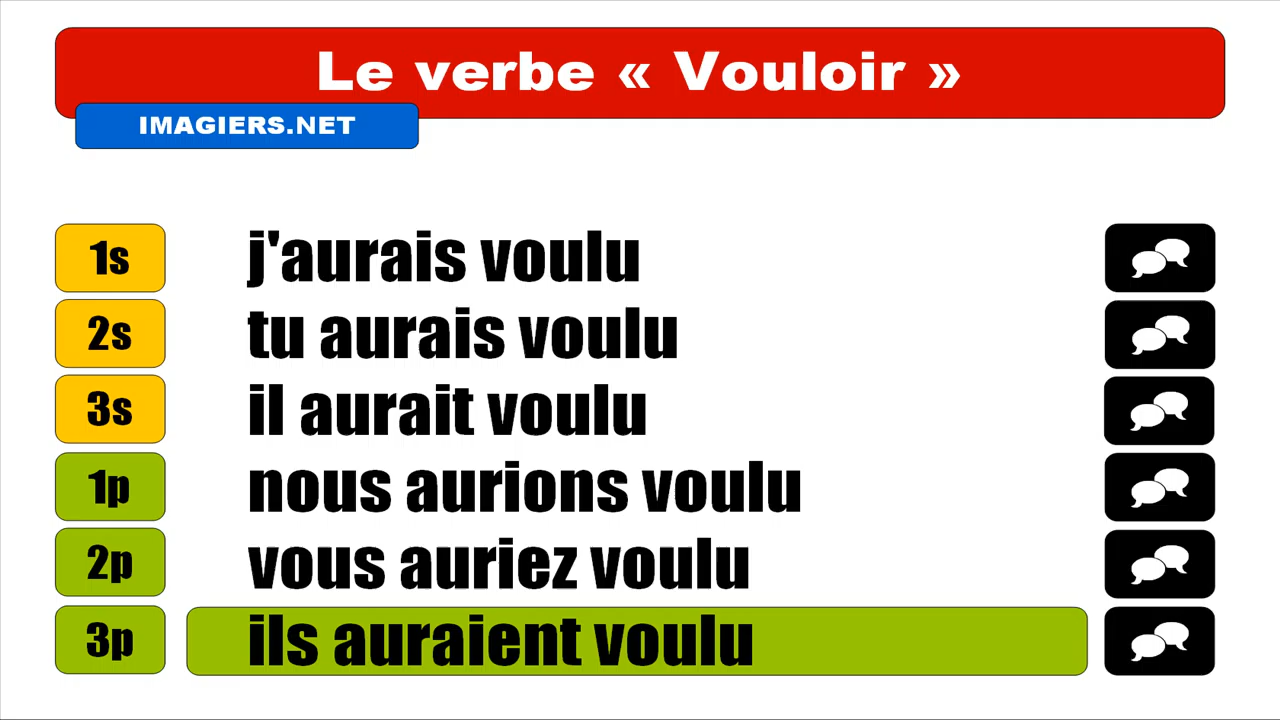 Le verbe « Vouloir »
IMAGIERS.NET
1s j'aurais voulu
2s tu aurais voulu
3s il aurait voulu
1p nous aurions voulu
2p vous auriez voulu
3p ils auraient voulu